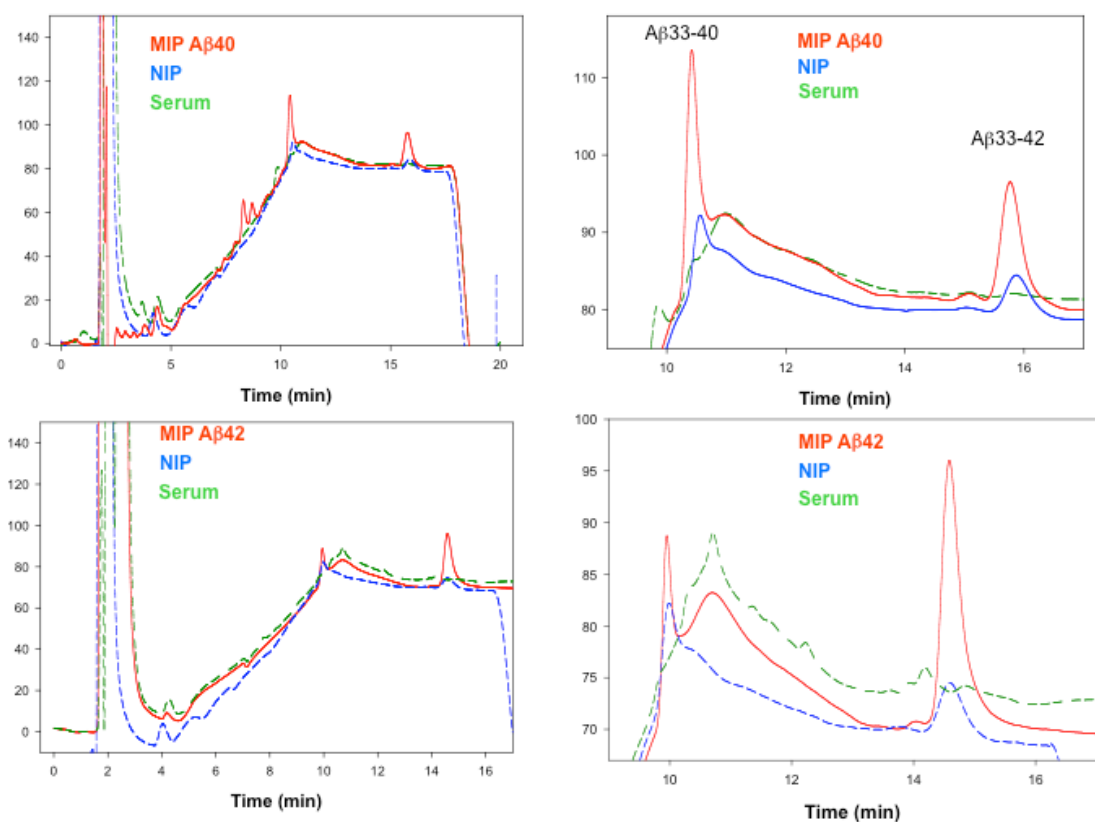 140
120
100
80
60
40
20
0
MIP Aβ40
NIP
Serum
0 5 10 15 20
Time (min)
Aβ33-40
MIP Aβ40
NIP
Serum
Aβ33-42
110
100
90
80
10 12 14 16
Time (min)
140
120
100
80
60
40
20
0
MIP Aβ42
NIP
Serum
0 2 4 6 8 10 12 14 16
Time (min)
100
95
90
85
80
75
70
MIP Aβ42
NIP
Serum
10 12 14 16
Time (min)